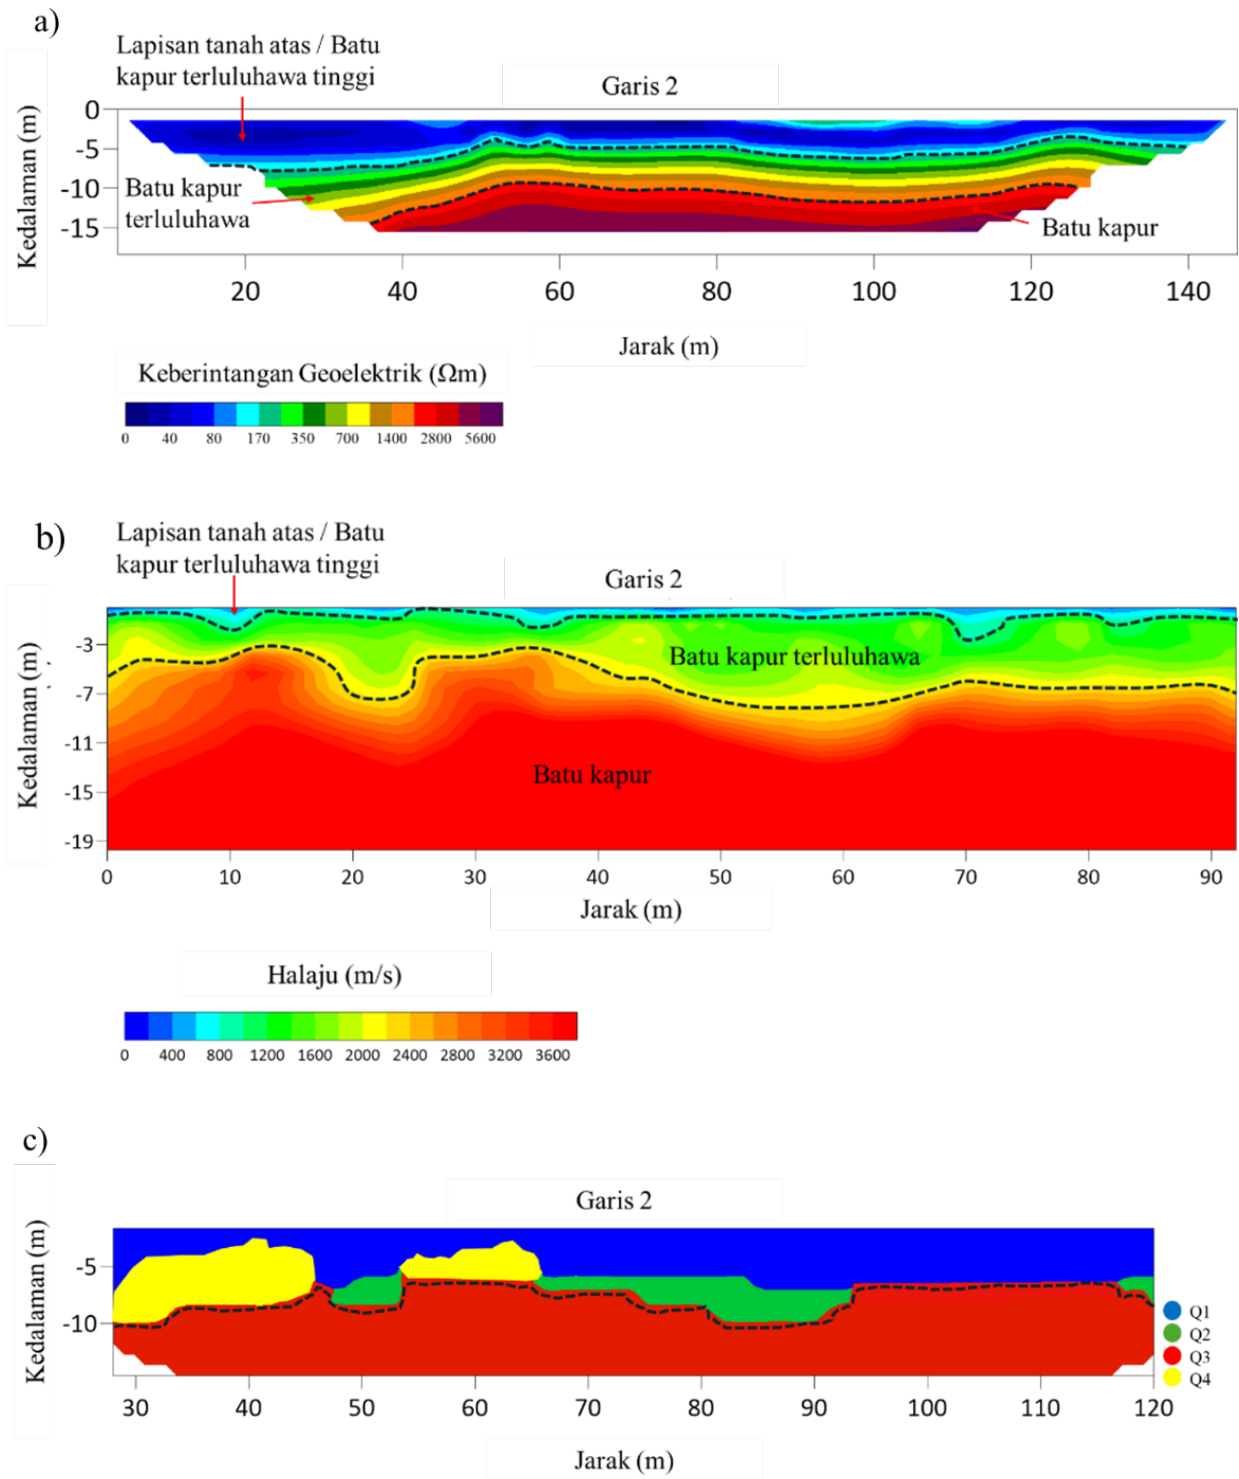 a)
Lapisan tanah atas / Batu
kapur terluluhawa tinggi
Garis 2
Kedalaman (m)
0
-5
-10
-15
Batu kapur
terluluhawa
Batu kapur
20 40 60 80 100 120 140
Jarak (m)
Keberintangan Geoelektrik (Ωm)
0 40 80 170 350 700 1400 2800 5600
b)
Lapisan tanah atas / Batu
kapur terluluhawa tinggi
Garis 2
Kedalaman (m)
-3
-7
-11
-15
-19
Batu kapur terluluhawa
Batu kapur
0 10 20 30 40 50 60 70 80 90
Jarak (m)
Halaju (m/s)
0 400 800 1200 1600 2000 2400 2800 3200 3600
c)
Garis 2
Kedalaman (m)
-5
-10
Q1
Q2
Q3
Q4
30 40 50 60 70 80 90 100 110 120
Jarak (m)